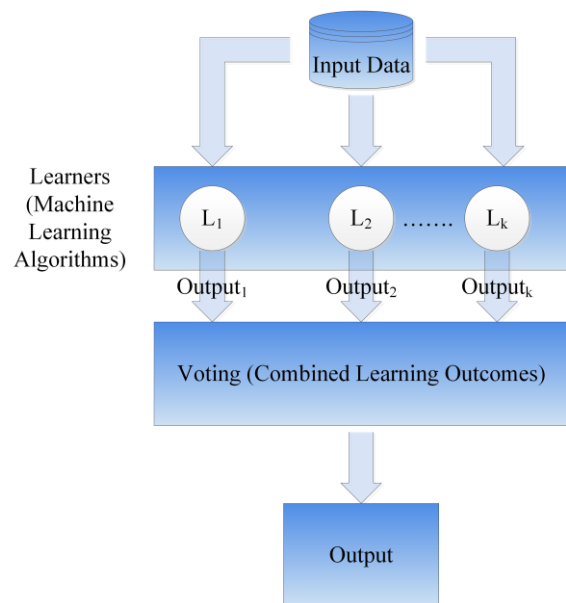 Input Data
Learners
(Machine
Learning
Algorithms)
L₁ L₂ ....... Lₖ
Output₁ Output₂ Outputₖ
Voting (Combined Learning Outcomes)
Output